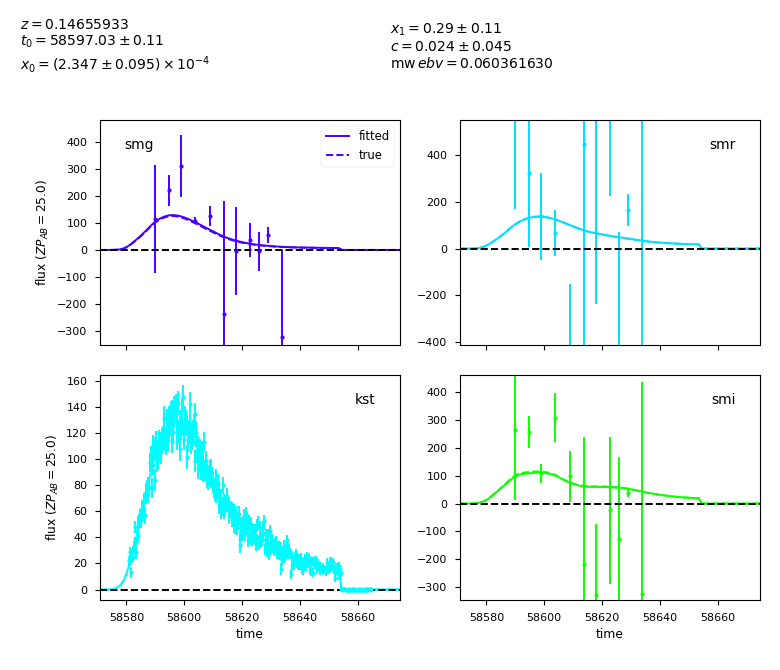 z = 0.14655933
t₀ = 58597.03 ± 0.11
x₀ = (2.347 ± 0.095) × 10⁻⁴
x₁ = 0.29 ± 0.11
c = 0.024 ± 0.045
mw ebv = 0.060361630
smg
fitted
true
400
300
200
100
0
−100
−200
−300
flux (ZP_AB = 25.0)
smr
400
200
0
−200
−400
kst
160
140
120
100
80
60
40
20
0
flux (ZP_AB = 25.0)
58580 58600 58620 58640 58660
time
smi
400
300
200
100
0
−100
−200
−300
58580 58600 58620 58640 58660
time